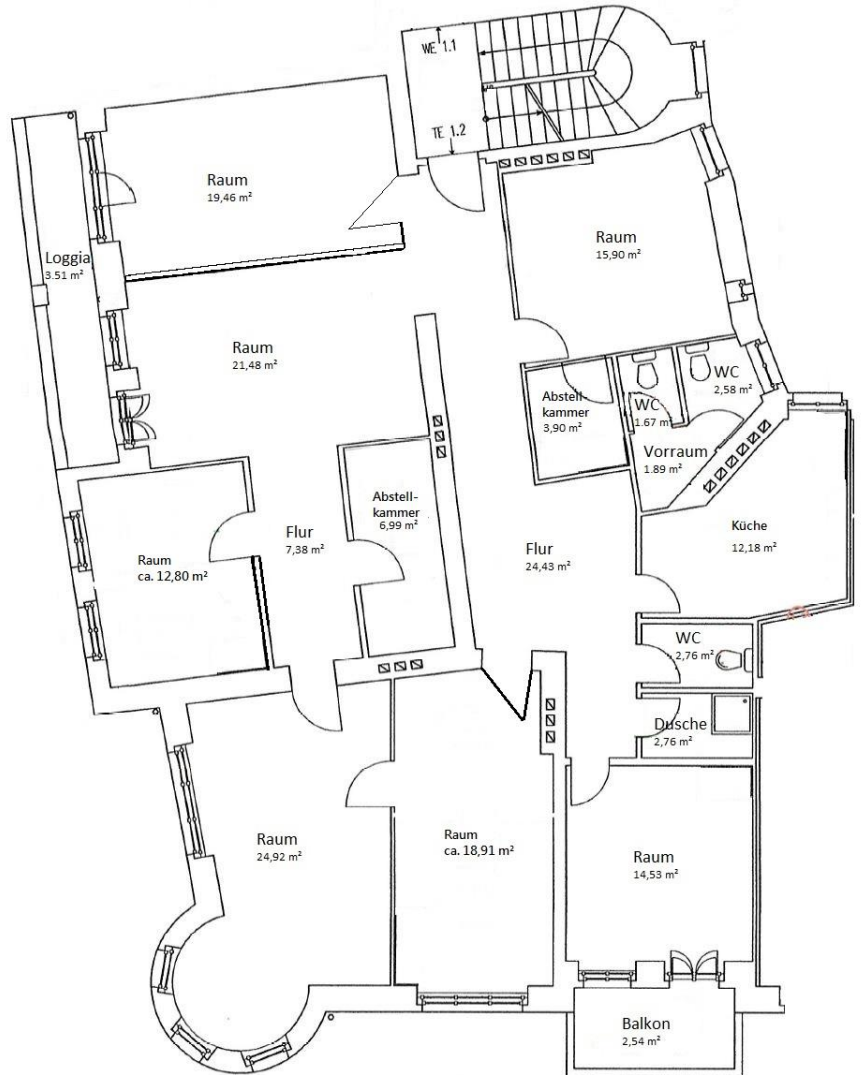 WE 1.1
TE 1.2
Raum
19,46 m²
Raum
15,90 m²
Loggia
3.51 m²
Raum
21,48 m²
WC
2,58 m²
Abstell-
kammer
3,90 m²
WC
1.67 m²
Vorraum
1.89 m²
Abstell-
kammer
6,99 m²
Flur
7,38 m²
Küche
12,18 m²
Raum
ca. 12,80 m²
Flur
24,43 m²
WC
2,76 m²
Dusche
2,76 m²
Raum
24,92 m²
Raum
ca. 18,91 m²
Raum
14,53 m²
Balkon
2,54 m²